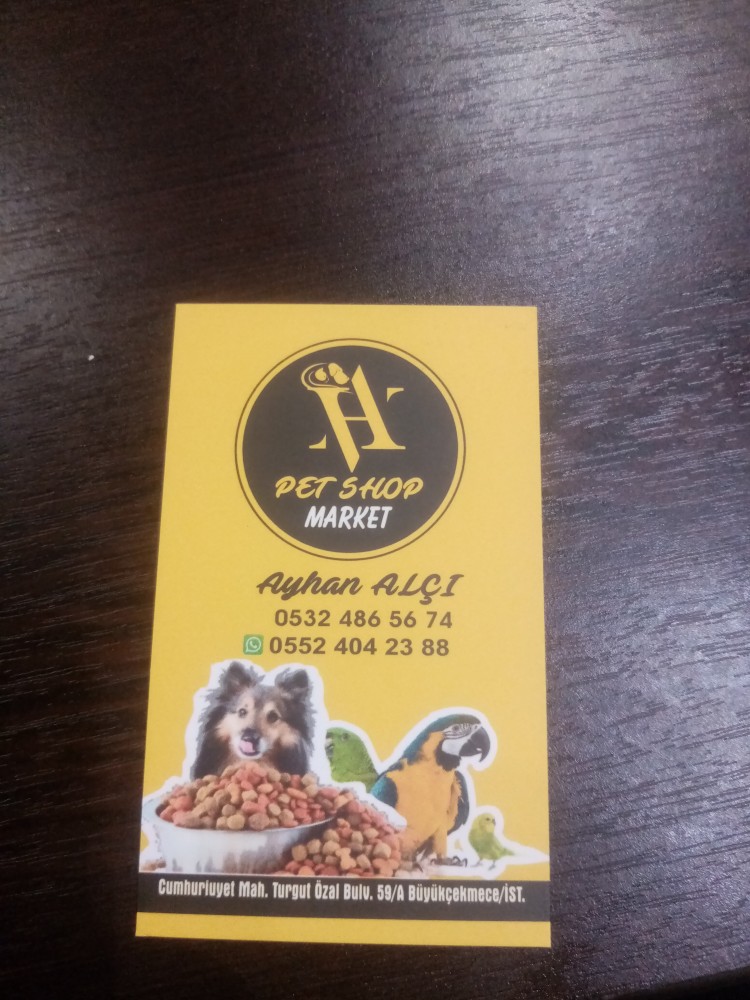 HA
PET SHOP
MARKET
Ayhan ALÇI
0532 486 56 74
0552 404 23 88
Cumhuriyet Mah. Turgut Özal Bulv. 59/A Büyükçekmece/İST.